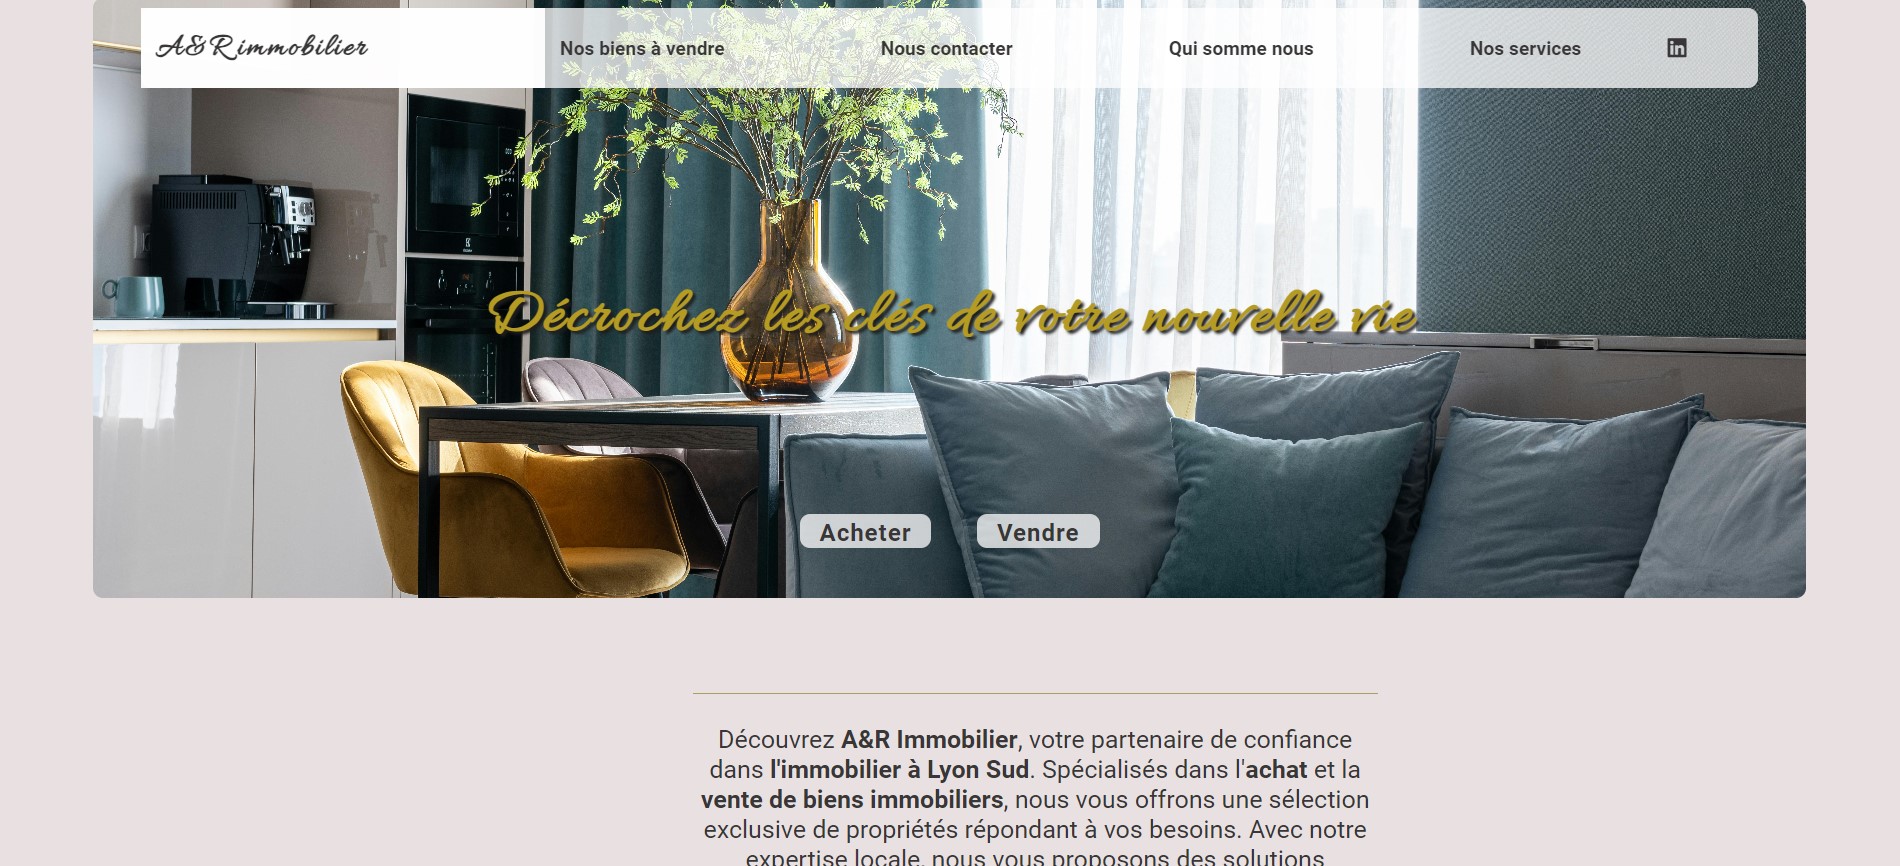 A&R immobilier
Nos biens à vendre
Nous contacter
Qui somme nous
Nos services
in
Décrochez les clés de votre nouvelle vie
Acheter
Vendre
Découvrez A&R Immobilier, votre partenaire de confiance
dans l'immobilier à Lyon Sud. Spécialisés dans l'achat et la
vente de biens immobiliers, nous vous offrons une sélection
exclusive de propriétés répondant à vos besoins. Avec notre
expertise locale, nous vous proposons des solutions